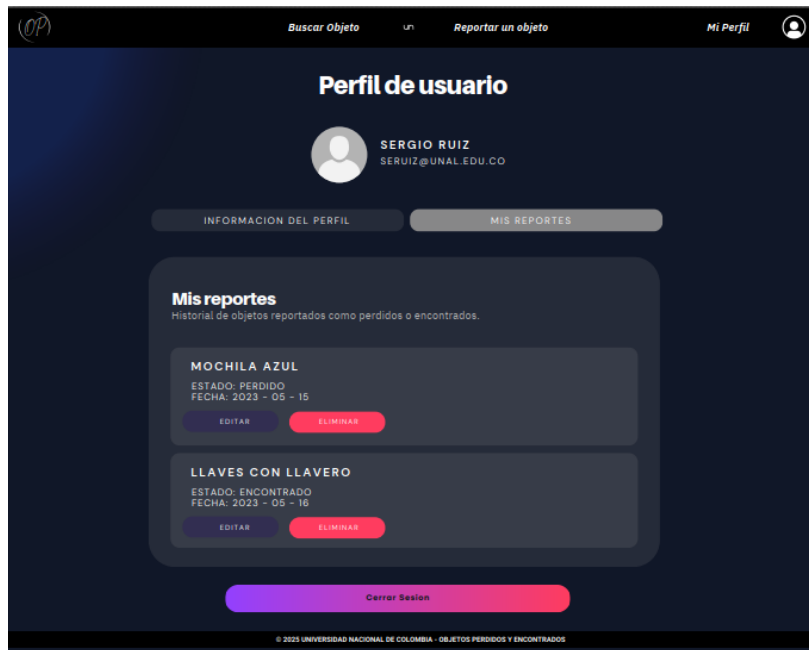 OP Buscar Objeto un Reportar un objeto Mi Perfil
Perfil de usuario
SERGIO RUIZ
SERUIZ@UNAL.EDU.CO
INFORMACION DEL PERFIL MIS REPORTES
Mis reportes
Historial de objetos reportados como perdidos o encontrados.
MOCHILA AZUL
ESTADO: PERDIDO
FECHA: 2023 - 05 - 15
EDITAR ELIMINAR
LLAVES CON LLAVERO
ESTADO: ENCONTRADO
FECHA: 2023 - 05 - 16
EDITAR ELIMINAR
Cerrar Sesion
© 2025 UNIVERSIDAD NACIONAL DE COLOMBIA - OBJETOS PERDIDOS Y ENCONTRADOS